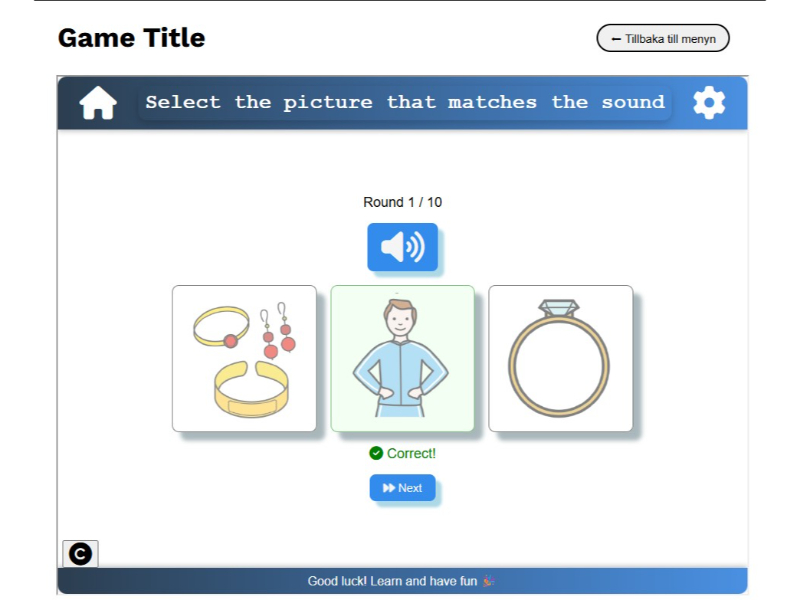 Game Title
← Tillbaka till menyn
Select the picture that matches the sound
Round 1 / 10
Correct!
Next
C
Good luck! Learn and have fun 🎉